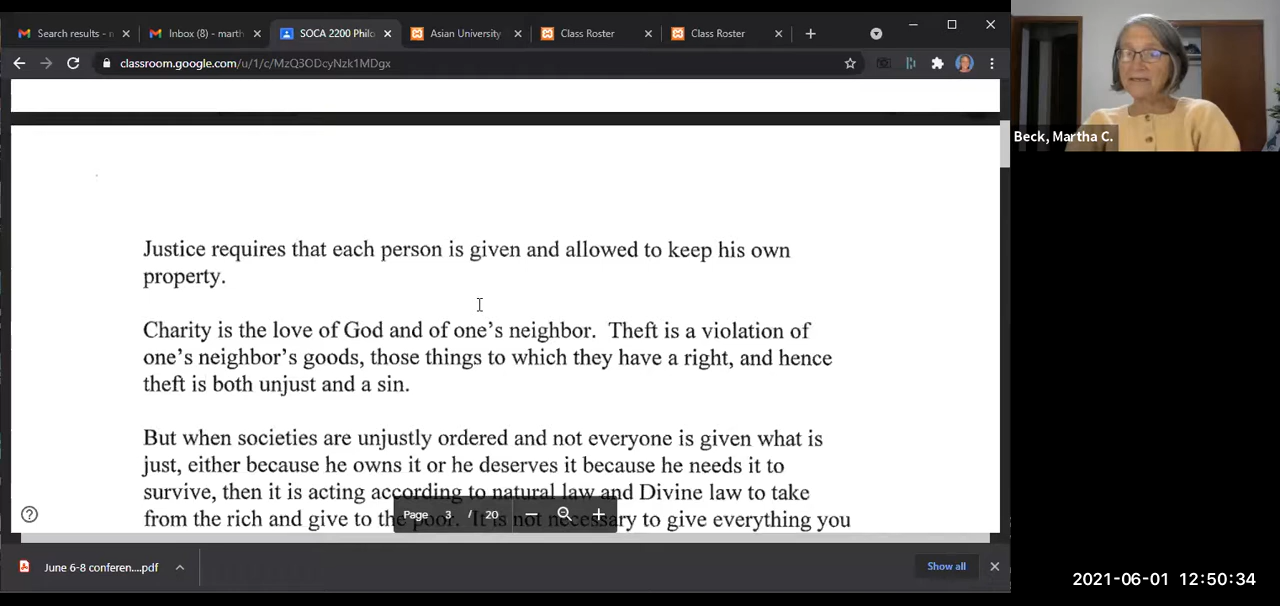 Search results - n
Inbox (8) - marth
SOCA 2200 Philo
Asian University
Class Roster
Class Roster
classroom.google.com/u/1/c/MzQ3ODcyNzk1MDgx
Beck, Martha C.
Justice requires that each person is given and allowed to keep his own
property.
Charity is the love of God and of one's neighbor. Theft is a violation of
one's neighbor's goods, those things to which they have a right, and hence
theft is both unjust and a sin.
But when societies are unjustly ordered and not everyone is given what is
just, either because he owns it or he deserves it because he needs it to
survive, then it is acting according to natural law and Divine law to take
from the rich and give to the poor. It is not necessary to give everything you
Page 3 / 20
June 6-8 conferen....pdf
Show all
2021-06-01 12:50:34